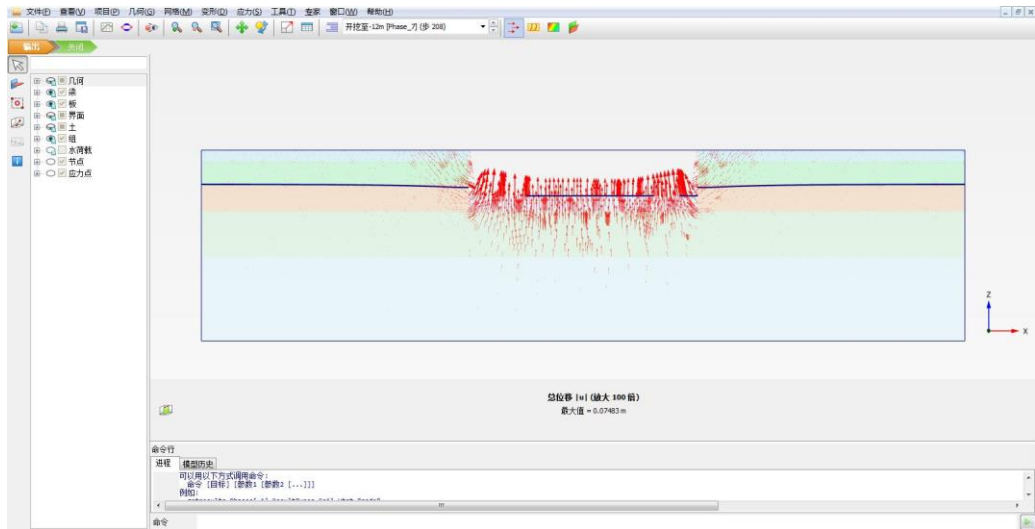 文件(F) 查看(V) 项目(P) 几何(G) 网格(M) 变形(D) 应力(S) 工具(T) 专家 窗口(W) 帮助(H)
开挖至-12m [Phase_7] (步 208)
输出 关闭
几何
梁
板
界面
土
组
水荷载
节点
应力点
Z
X
总位移 |u| (放大 100 倍)
最大值 = 0.07483 m
命令行
进程 模型历史
可以用以下方式调用命令:
命令 [目标] [参数1 [参数2 [...]]]
例如:
命令